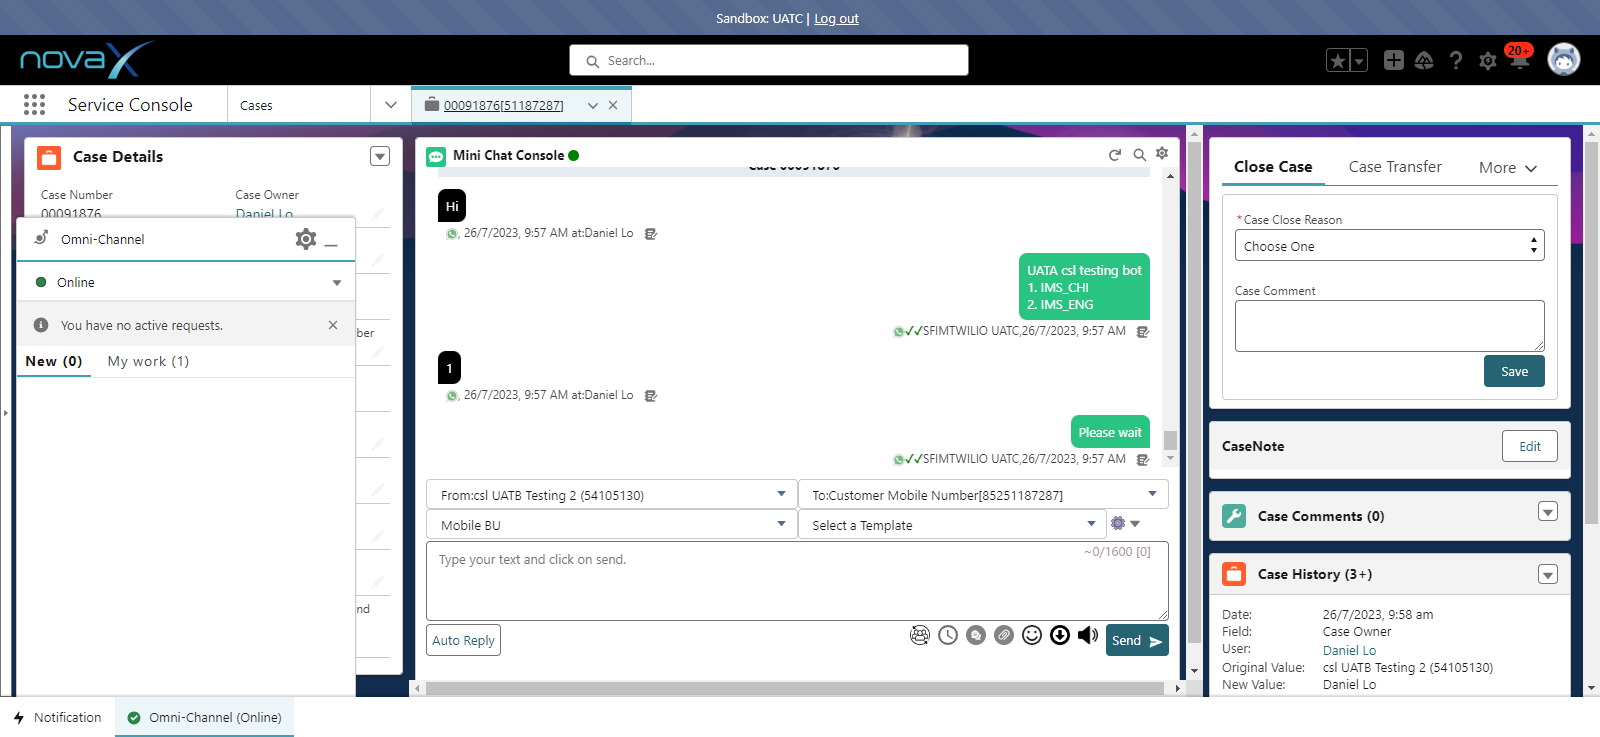 Sandbox: UATC | Log out
novaX
Search...
20+
Service Console
Cases
00091876[51187287]
Case Details
Case Number
Case Owner
00091876
Daniel Lo
Omni-Channel
Online
You have no active requests.
New (0)
My work (1)
ber
nd
Mini Chat Console
Case 00091876
Hi
, 26/7/2023, 9:57 AM at:Daniel Lo
UATA csl testing bot
1. IMS_CHI
2. IMS_ENG
SFIMTWILIO UATC,26/7/2023, 9:57 AM
1
, 26/7/2023, 9:57 AM at:Daniel Lo
Please wait
SFIMTWILIO UATC,26/7/2023, 9:57 AM
From:csl UATB Testing 2 (54105130)
To:Customer Mobile Number[85251187287]
Mobile BU
Select a Template
Type your text and click on send.
~0/1600 [0]
Auto Reply
Send
Close Case
Case Transfer
More
*Case Close Reason
Choose One
Case Comment
Save
CaseNote
Edit
Case Comments (0)
Case History (3+)
Date: 26/7/2023, 9:58 am
Field: Case Owner
User: Daniel Lo
Original Value: csl UATB Testing 2 (54105130)
New Value: Daniel Lo
Notification
Omni-Channel (Online)